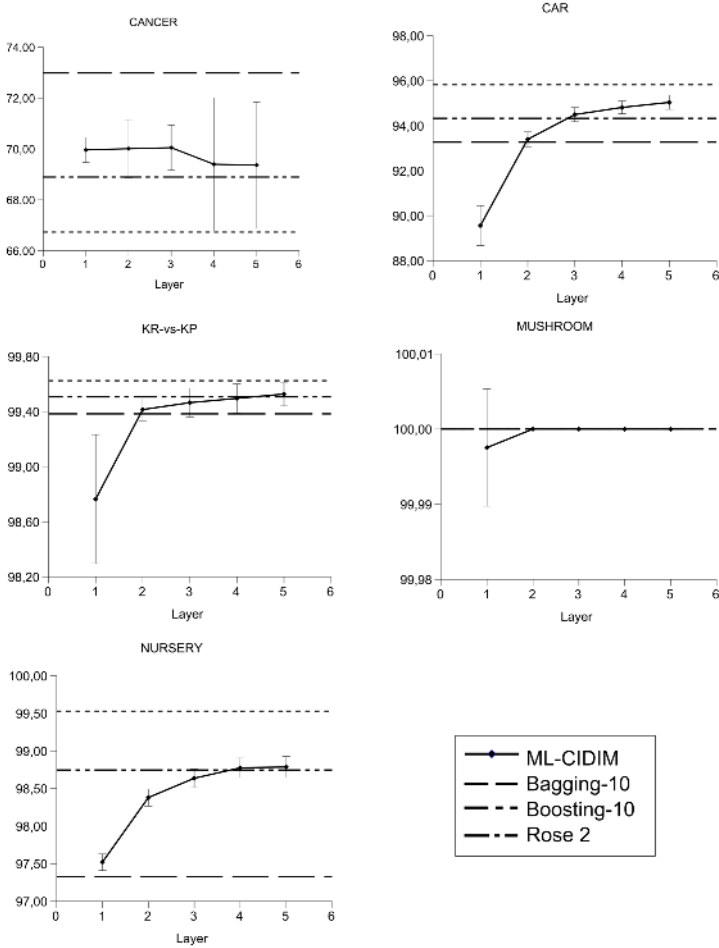 CANCER
74,00
72,00
70,00
68,00
66,00
0 1 2 3 4 5 6
Layer
CAR
98,00
96,00
94,00
92,00
90,00
88,00
0 1 2 3 4 5 6
Layer
KR-vs-KP
99,80
99,40
99,00
98,60
98,20
0 1 2 3 4 5 6
Layer
MUSHROOM
100,01
100,00
99,99
99,98
0 1 2 3 4 5 6
Layer
NURSERY
100,00
99,50
99,00
98,50
98,00
97,50
97,00
0 1 2 3 4 5 6
Layer
ML-CIDIM
Bagging-10
Boosting-10
Rose 2